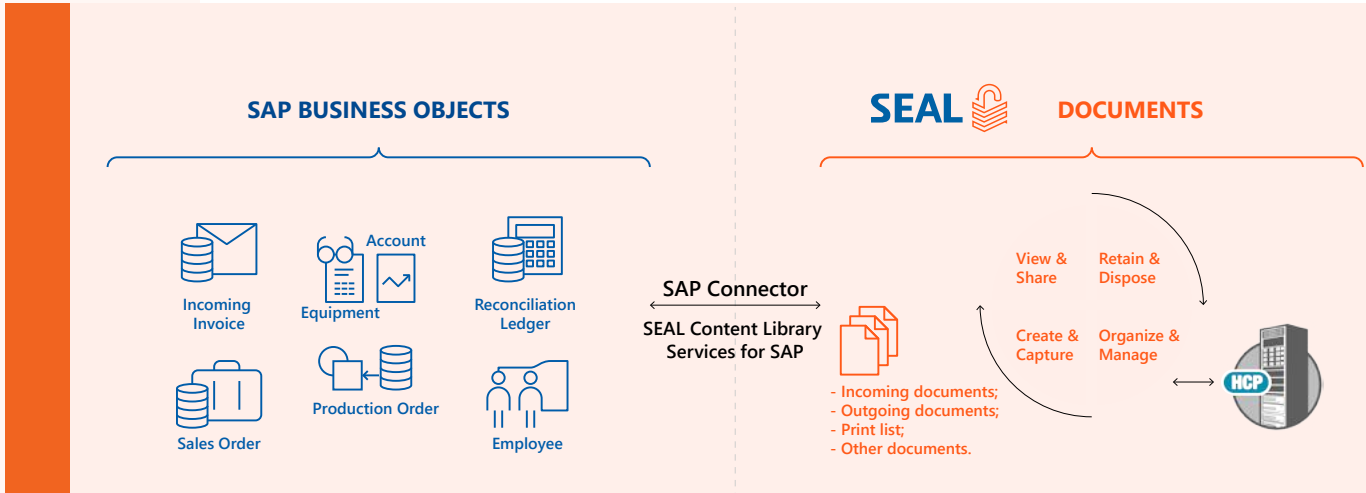 SAP BUSINESS OBJECTS
SEAL
DOCUMENTS
Incoming
Invoice
Account
Equipment
Reconciliation
Ledger
Sales Order
Production Order
Employee
SAP Connector
SEAL Content Library
Services for SAP
- Incoming documents;
- Outgoing documents;
- Print list;
- Other documents.
View &
Share
Retain &
Dispose
Create &
Capture
Organize &
Manage
HCP